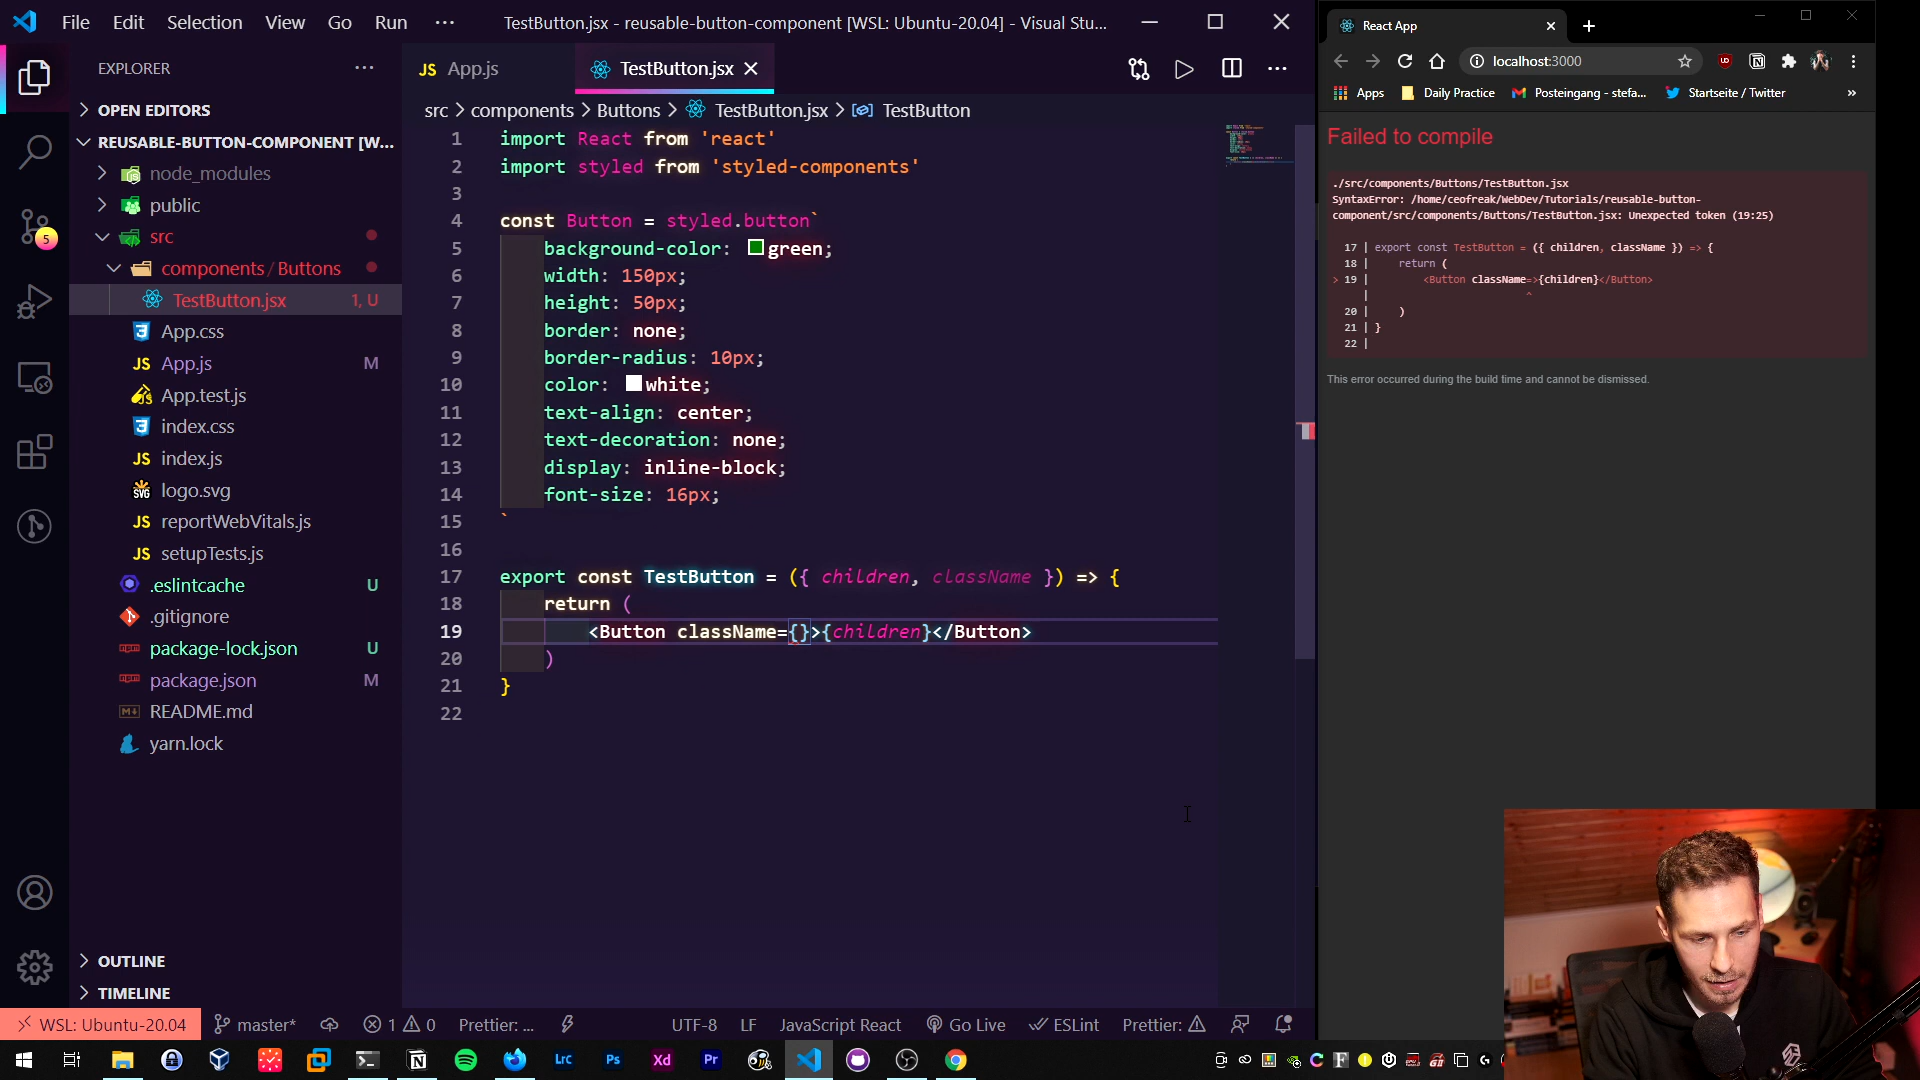 File Edit Selection View Go Run ···
TestButton.jsx - reusable-button-component [WSL: Ubuntu-20.04] - Visual Stu...
EXPLORER
OPEN EDITORS
REUSABLE-BUTTON-COMPONENT [W...
node_modules
public
src
components / Buttons
TestButton.jsx 1, U
App.css
JS App.js M
App.test.js
index.css
JS index.js
SVG logo.svg
JS reportWebVitals.js
JS setupTests.js
.eslintcache U
.gitignore
package-lock.json U
package.json M
README.md
yarn.lock
OUTLINE
TIMELINE
5
JS App.js
TestButton.jsx
src > components > Buttons > TestButton.jsx > TestButton
1 import React from 'react'
2 import styled from 'styled-components'
3
4 const Button = styled.button`
5 background-color: green;
6 width: 150px;
7 height: 50px;
8 border: none;
9 border-radius: 10px;
10 color: white;
11 text-align: center;
12 text-decoration: none;
13 display: inline-block;
14 font-size: 16px;
15 `
16
17 export const TestButton = ({ children, className }) => {
18 return (
19 <Button className={}>{children}</Button>
20 )
21 }
22
WSL: Ubuntu-20.04 master* 1 0 Prettier: ... UTF-8 LF JavaScript React Go Live ESLint Prettier:
React App
localhost:3000
Apps Daily Practice Posteingang - stefa... Startseite / Twitter »
Failed to compile
./src/components/Buttons/TestButton.jsx
SyntaxError: /home/ceofreak/WebDev/Tutorials/reusable-button-
component/src/components/Buttons/TestButton.jsx: Unexpected token (19:25)
17 | export const TestButton = ({ children, className }) => {
18 | return (
> 19 | <Button className=>{children}</Button>
| ^
20 | )
21 | }
22 |
This error occurred during the build time and cannot be dismissed.
Lrc Ps Xd Pr